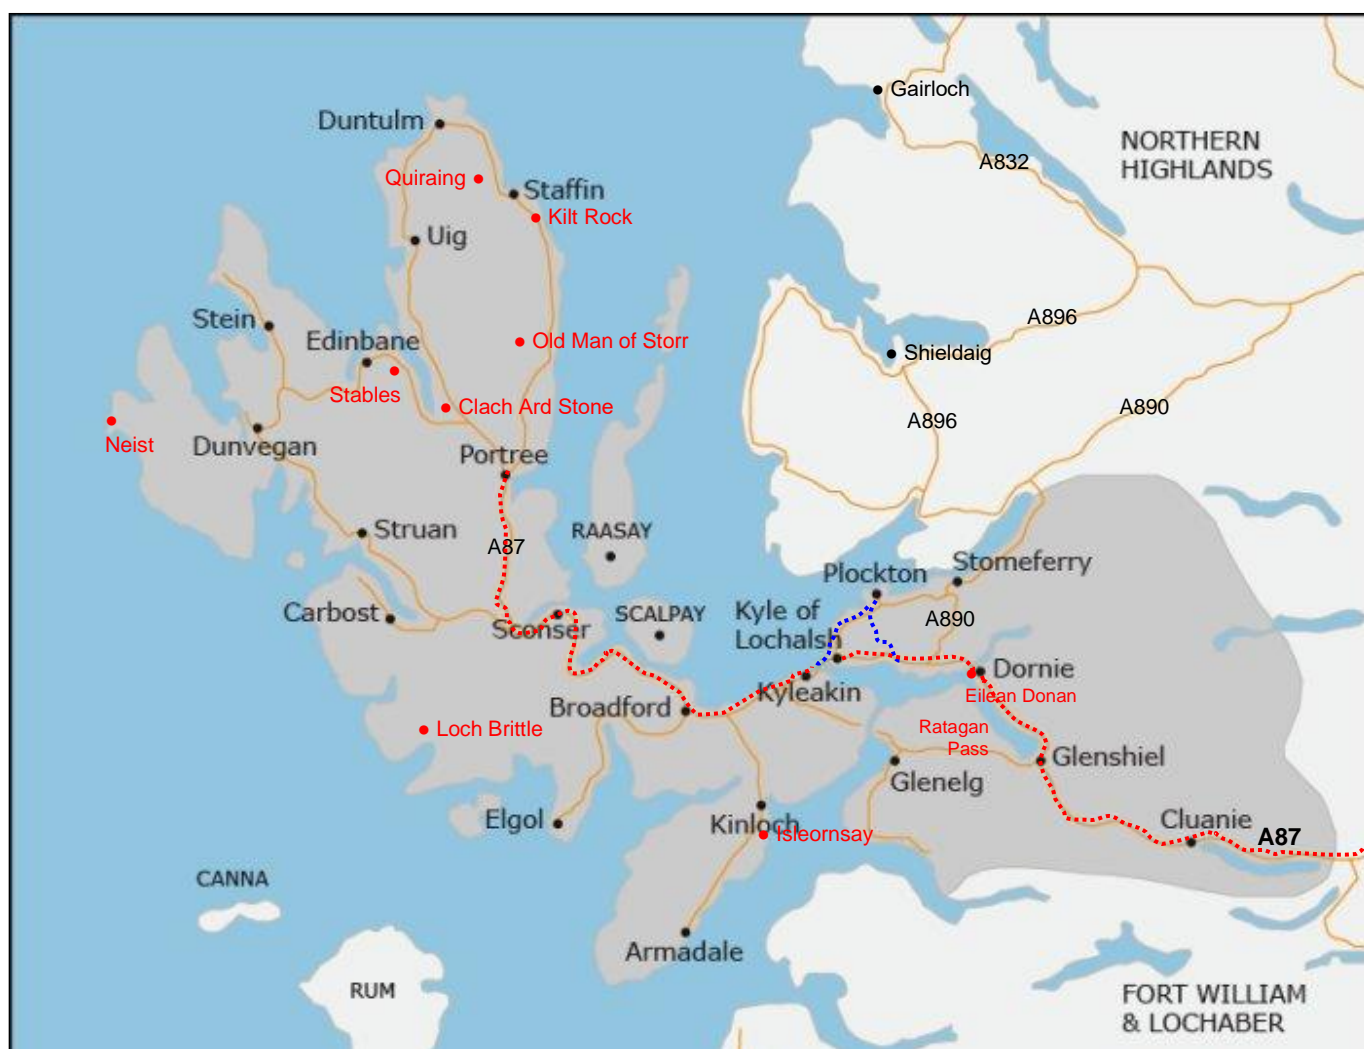 Gairloch
Duntulm
NORTHERN
HIGHLANDS
A832
Quiraing
Staffin
Kilt Rock
Uig
Stein
A896
Edinbane
Old Man of Storr
Shieldaig
Stables
Clach Ard Stone
A896
A890
Neist
Dunvegan
Portree
Struan
RAASAY
A87
Stomeferry
Plockton
Carbost
Sconser
SCALPAY
Kyle of
Lochalsh
A890
Dornie
Kyleakin
Eilean Donan
Broadford
Loch Brittle
Ratagan
Pass
Glenshiel
Glenelg
Elgol
Kinloch
Isleornsay
Cluanie
A87
CANNA
Armadale
RUM
FORT WILLIAM
& LOCHABER